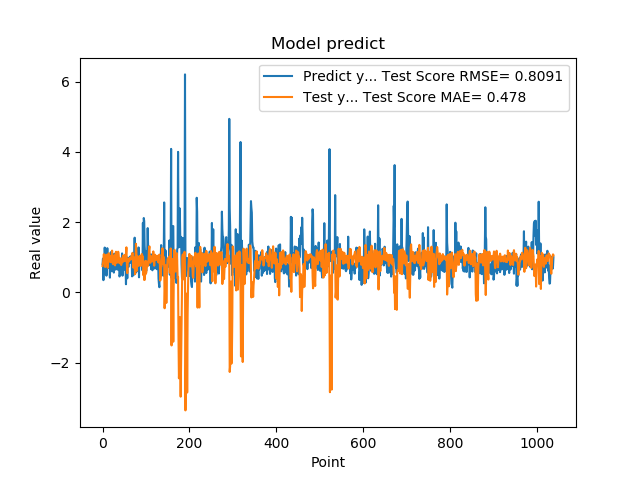 Model predict
Predict y... Test Score RMSE= 0.8091
Test y... Test Score MAE= 0.478
6
4
2
0
−2
Real value
0
200
400
600
800
1000
Point